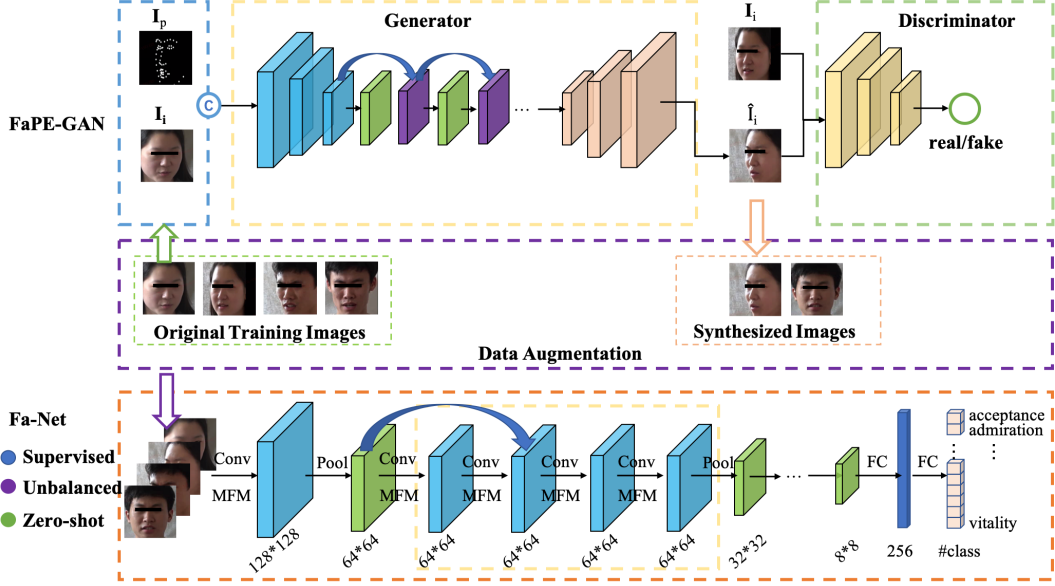 FaPE-GAN
Iₚ
Iᵢ
C
Generator
...
Iᵢ
Îᵢ
Discriminator
real/fake
Original Training Images
Synthesized Images
Data Augmentation
Fa-Net
Supervised
Unbalanced
Zero-shot
Conv
MFM
128*128
Pool
64*64
Conv
MFM
64*64
Conv
MFM
64*64
Conv
MFM
64*64
Conv
MFM
64*64
Pool
32*32
...
8*8
FC
256
FC
acceptance
admiration
⋮ ⋮
vitality
#class